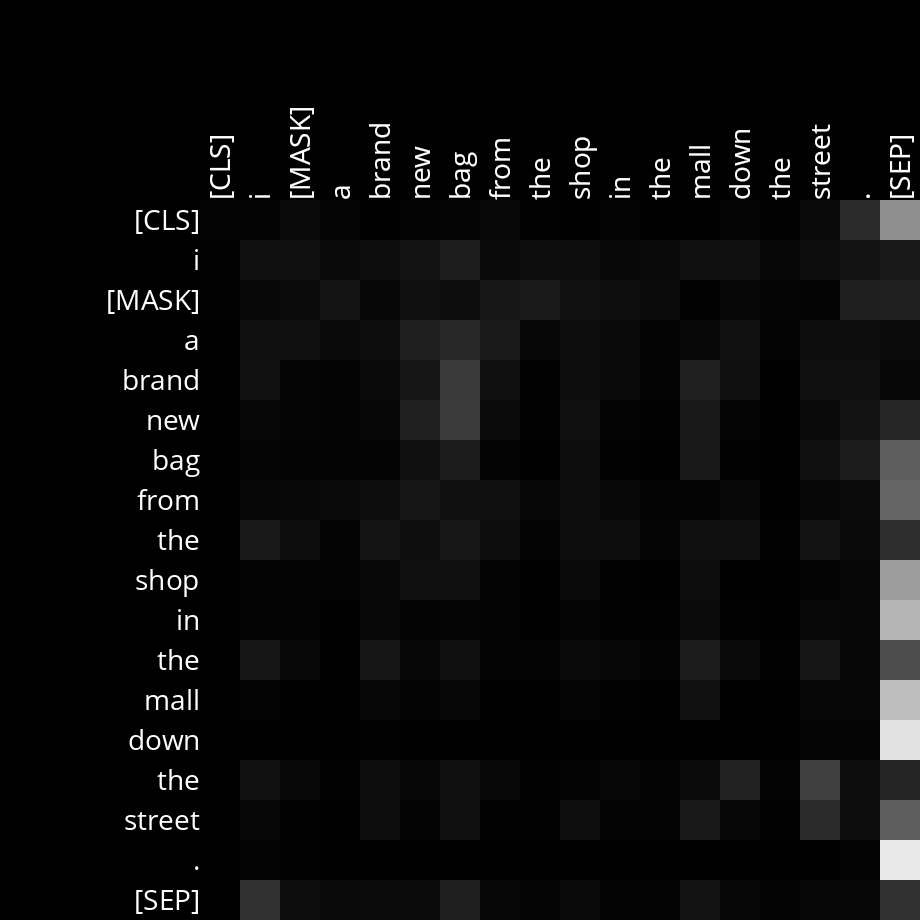 [CLS] i [MASK] a brand new bag from the shop in the mall down the street . [SEP]
[CLS]
i
[MASK]
a
brand
new
bag
from
the
shop
in
the
mall
down
the
street
.
[SEP]